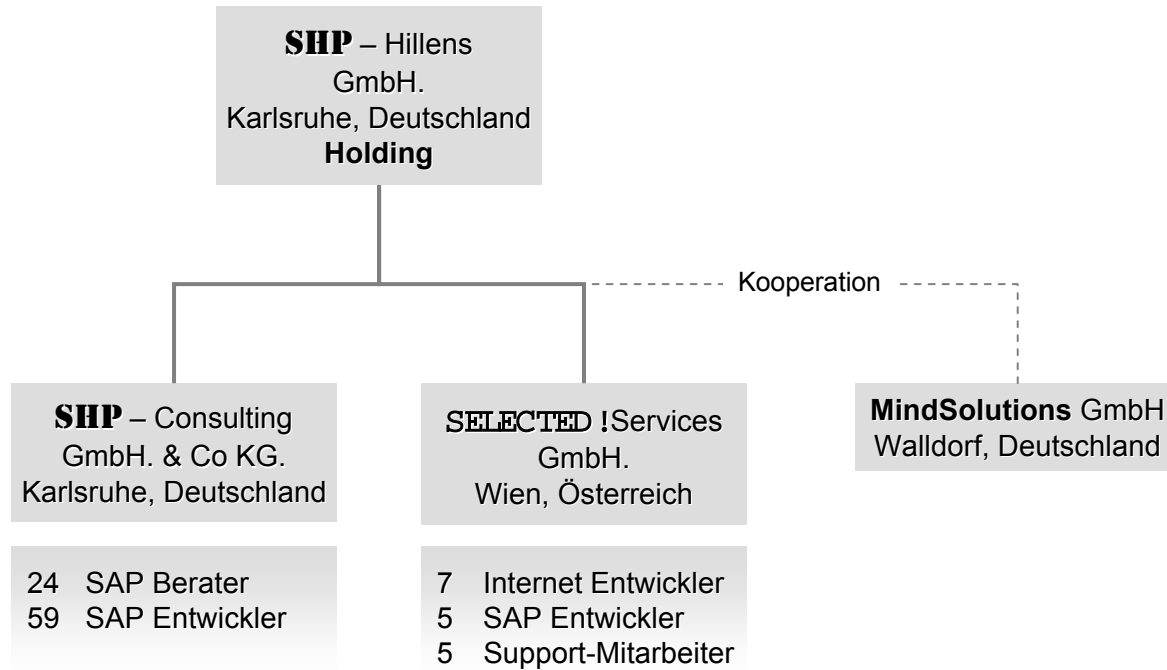 SHP – Hillens
GmbH.
Karlsruhe, Deutschland
Holding
Kooperation
SHP – Consulting
GmbH. & Co KG.
Karlsruhe, Deutschland
SELECTED !Services
GmbH.
Wien, Österreich
MindSolutions GmbH
Walldorf, Deutschland
24 SAP Berater
59 SAP Entwickler
7 Internet Entwickler
5 SAP Entwickler
5 Support-Mitarbeiter